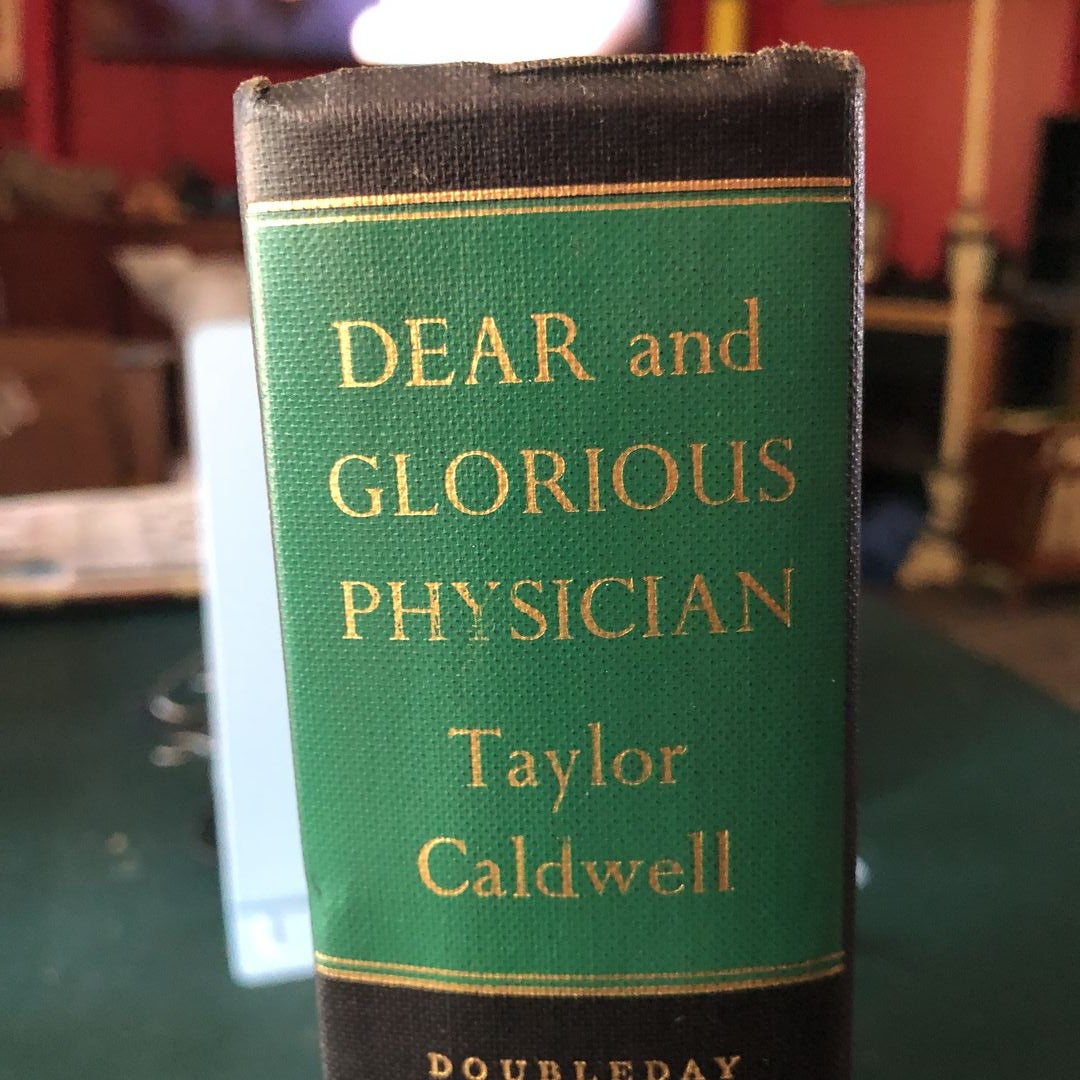 DEAR and
GLORIOUS
PHYSICIAN
Taylor
Caldwell
DOUBLEDAY